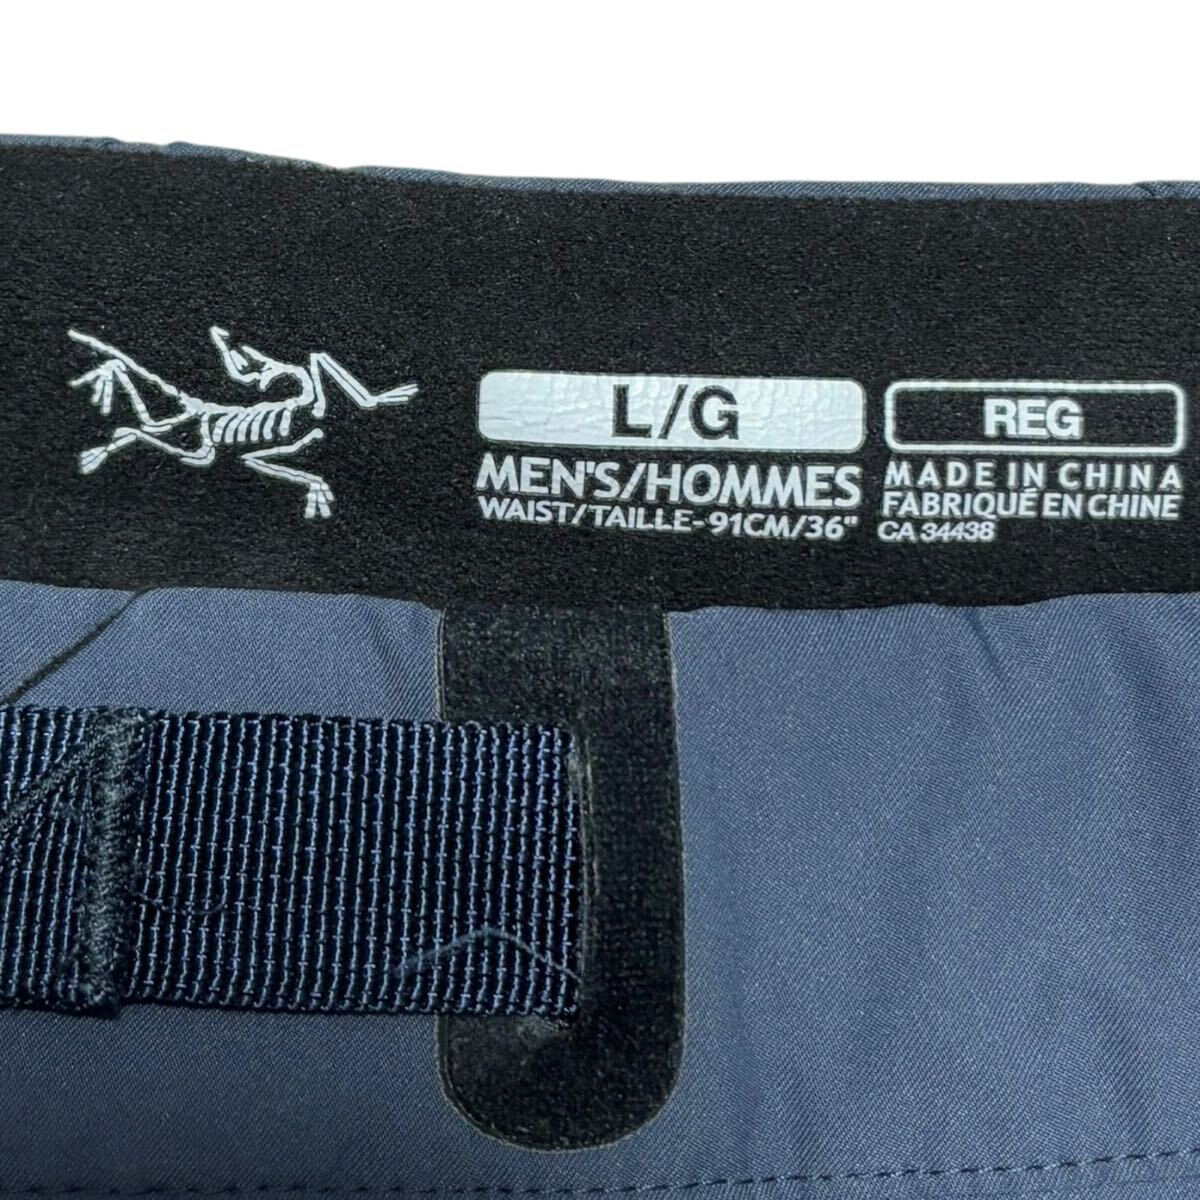 L/G
MEN'S/HOMMES
WAIST/TAILLE-91CM/36"
REG
MADE IN CHINA
FABRIQUÉ EN CHINE
CA 34438